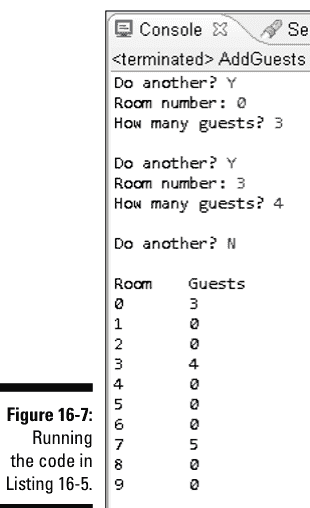 Console Se
<terminated> AddGuests
Do another? Y
Room number: 0
How many guests? 3
Do another? Y
Room number: 3
How many guests? 4
Do another? N
Room Guests
0 3
1 0
2 0
3 4
4 0
5 0
6 0
7 5
8 0
9 0
Figure 16-7:
Running
the code in
Listing 16-5.